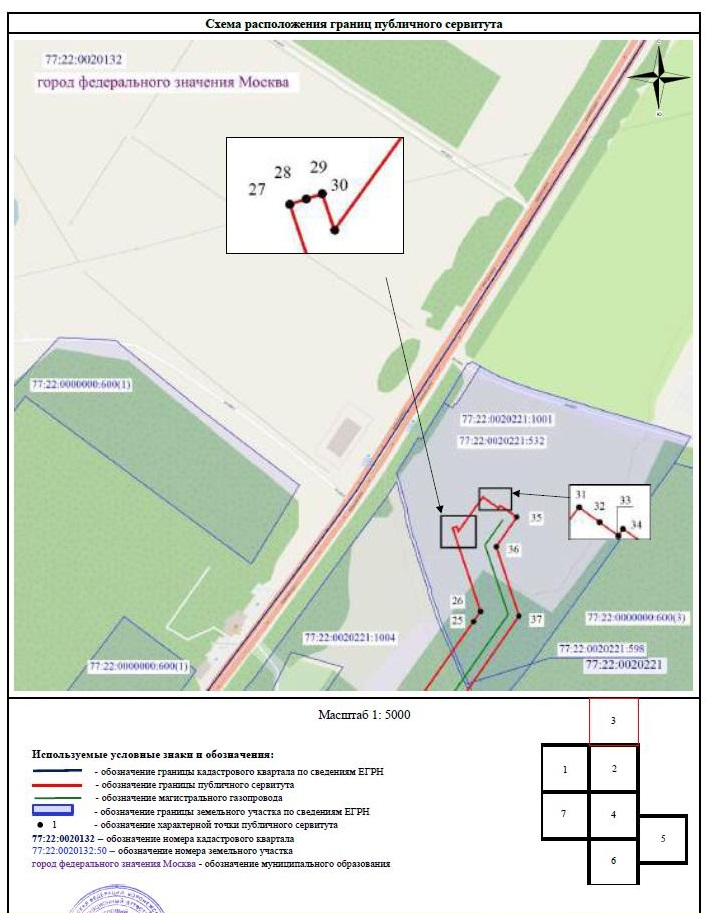 Схема расположения границ публичного сервитута
77:22:0020132
город федерального значения Москва
27
28
29
30
77:22:0000000:600(1)
77:22:0020221:1001
77:22:0020221:532
31
32
33
34
35
36
26
25
37
77:22:0000000:600(3)
77:22:0020221:1004
77:22:0020221:598
77:22:0000000:600(1)
77:22:0020221
Масштаб 1: 5000
3
1
2
7
4
5
6
Используемые условные знаки и обозначения:
- обозначение границы кадастрового квартала по сведениям ЕГРН
- обозначение границы публичного сервитута
- обозначение магистрального газопровода
- обозначение границы земельного участка по сведениям ЕГРН
1 - обозначение характерной точки публичного сервитута
77:22:0020132 – обозначение номера кадастрового квартала
77:22:0020132:50 – обозначение номера земельного участка
город федерального значения Москва - обозначение муниципального образования